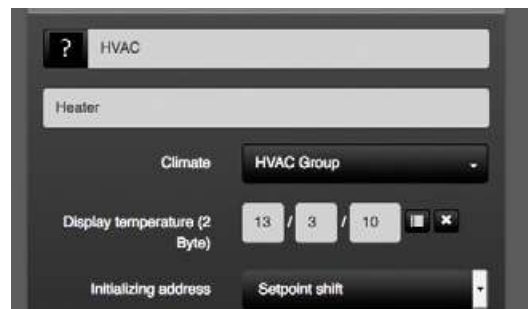 ? HVAC
Heater
Climate HVAC Group
Display temperature (2 13 / 3 / 10
Byte)
Initializing address Setpoint shift